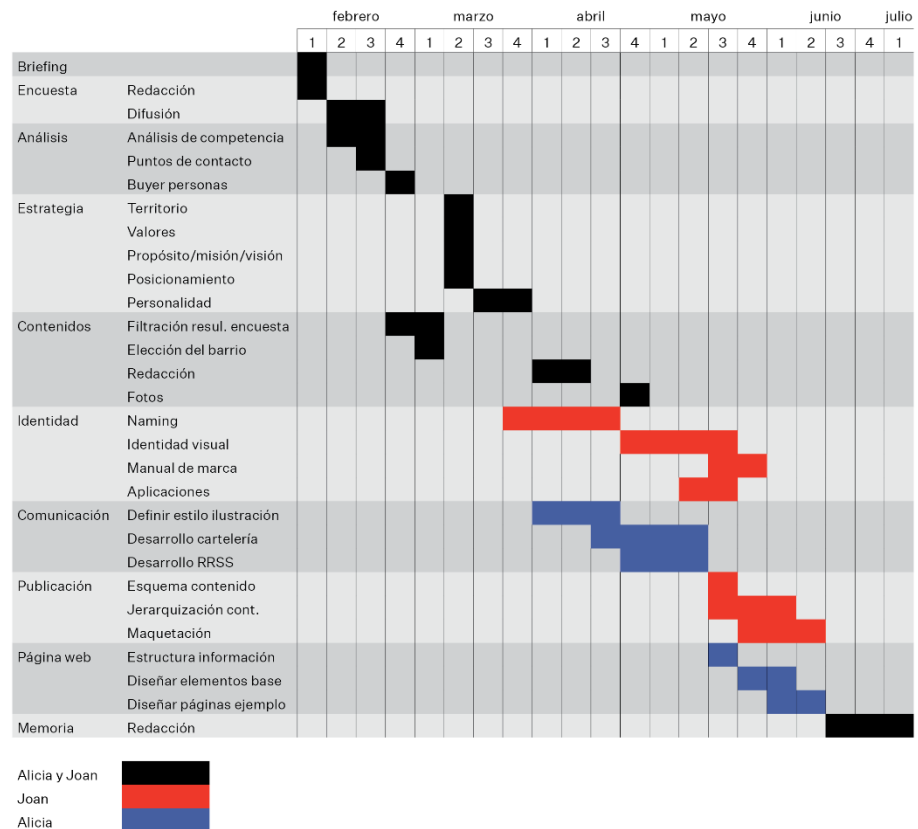 febrero marzo abril mayo junio julio
1 2 3 4 1 2 3 4 1 2 3 4 1 2 3 4 1 2 3 4 1
Briefing
Encuesta Redacción
Difusión
Análisis Análisis de competencia
Puntos de contacto
Buyer personas
Estrategia Territorio
Valores
Propósito/misión/visión
Posicionamiento
Personalidad
Contenidos Filtración resul. encuesta
Elección del barrio
Redacción
Fotos
Identidad Naming
Identidad visual
Manual de marca
Aplicaciones
Comunicación Definir estilo ilustración
Desarrollo cartelería
Desarrollo RRSS
Publicación Esquema contenido
Jerarquización cont.
Maquetación
Página web Estructura información
Diseñar elementos base
Diseñar páginas ejemplo
Memoria Redacción
Alicia y Joan
Joan
Alicia